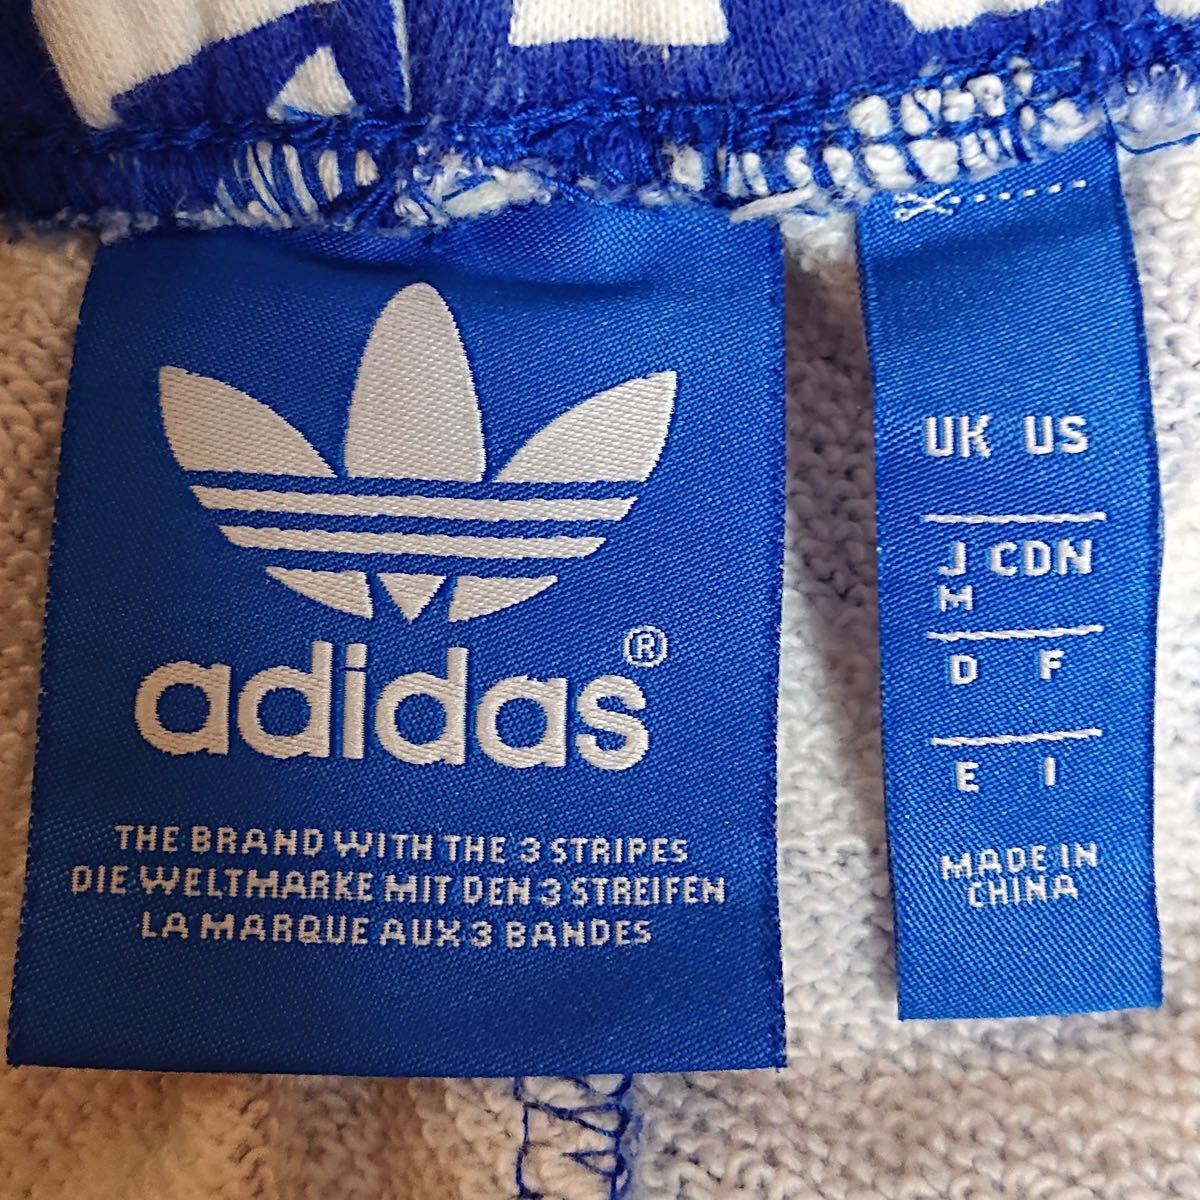 adidas®
THE BRAND WITH THE 3 STRIPES
DIE WELTMARKE MIT DEN 3 STREIFEN
LA MARQUE AUX 3 BANDES
UK US
J CDN
M
D F
E I
MADE IN
CHINA